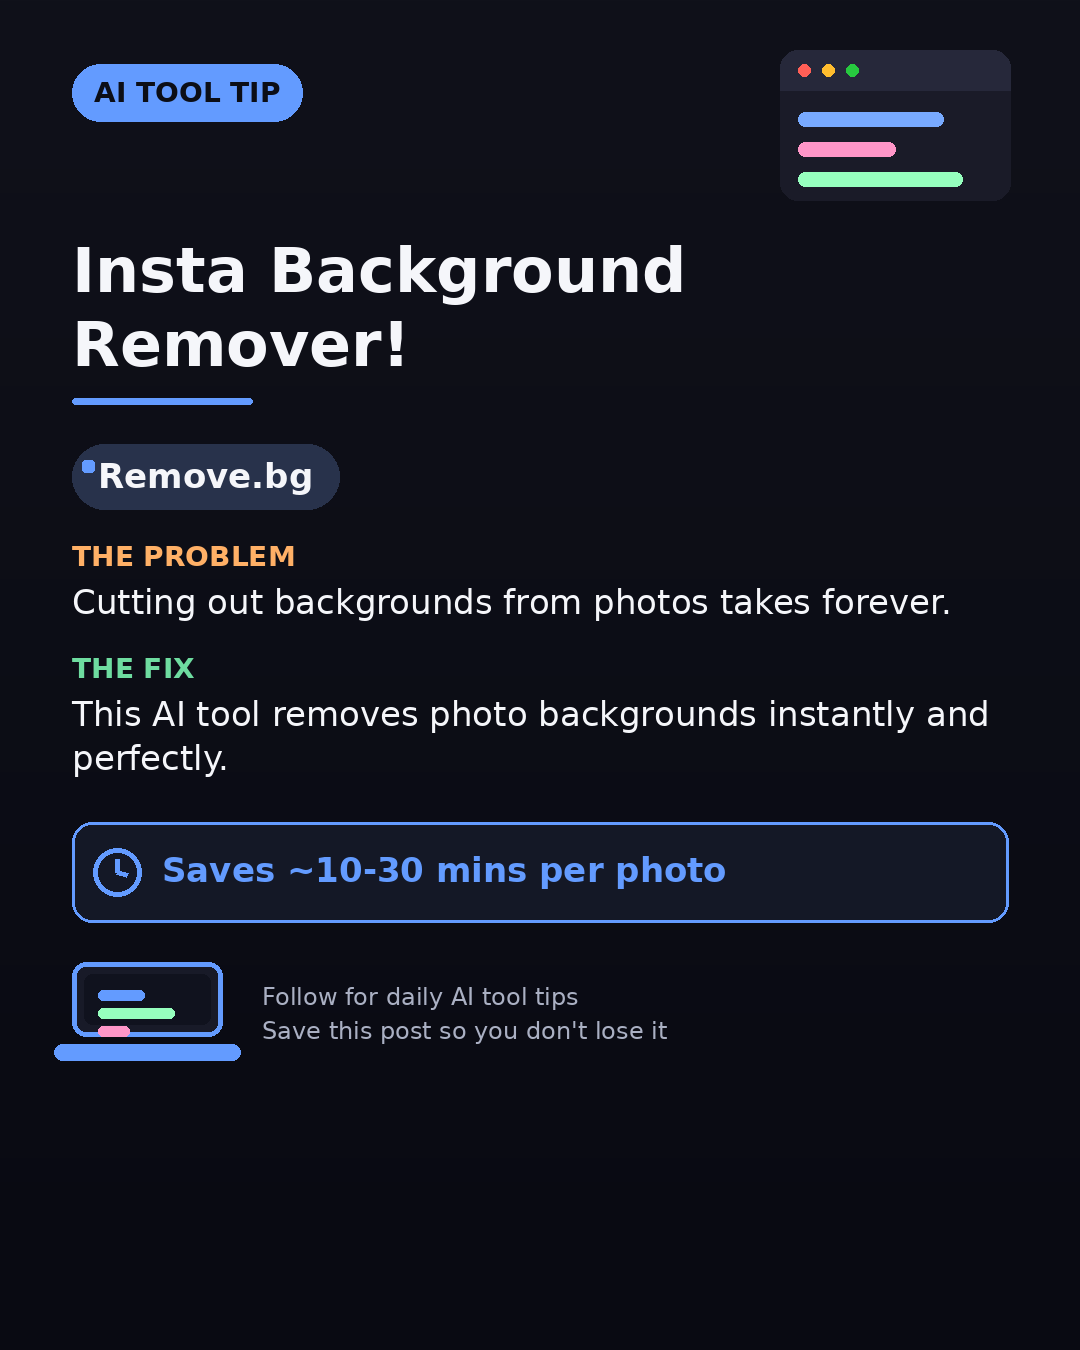 AI TOOL TIP
Insta Background
Remover!
Remove.bg
THE PROBLEM
Cutting out backgrounds from photos takes forever.
THE FIX
This AI tool removes photo backgrounds instantly and
perfectly.
Saves ~10-30 mins per photo
Follow for daily AI tool tips
Save this post so you don't lose it